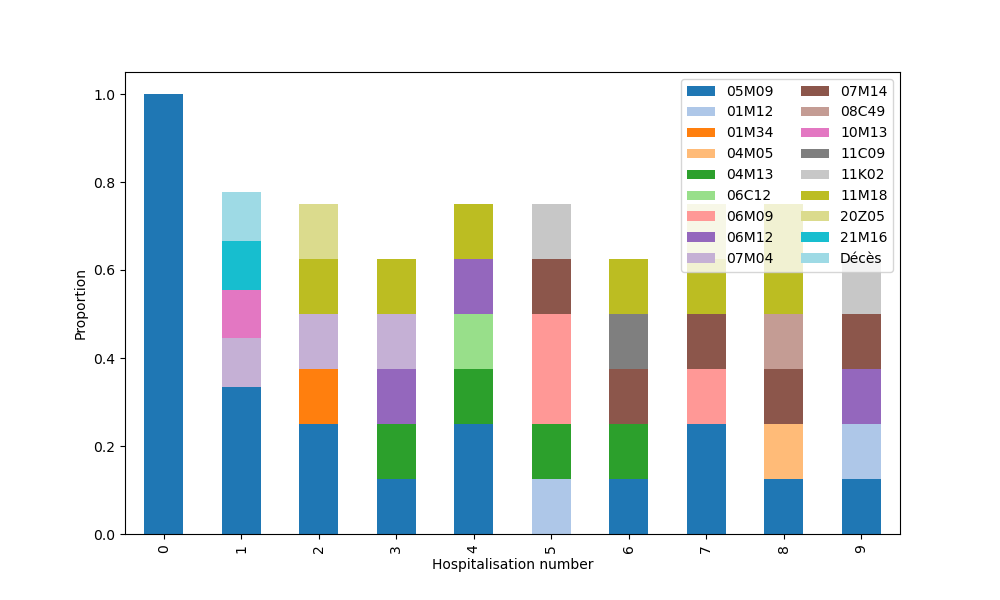 1.0
0.8
0.6
0.4
0.2
0.0
Proportion
05M09
01M12
01M34
04M05
04M13
06C12
06M09
06M12
07M04
07M14
08C49
10M13
11C09
11K02
11M18
20Z05
21M16
Décès
0 1 2 3 4 5 6 7 8 9
Hospitalisation number